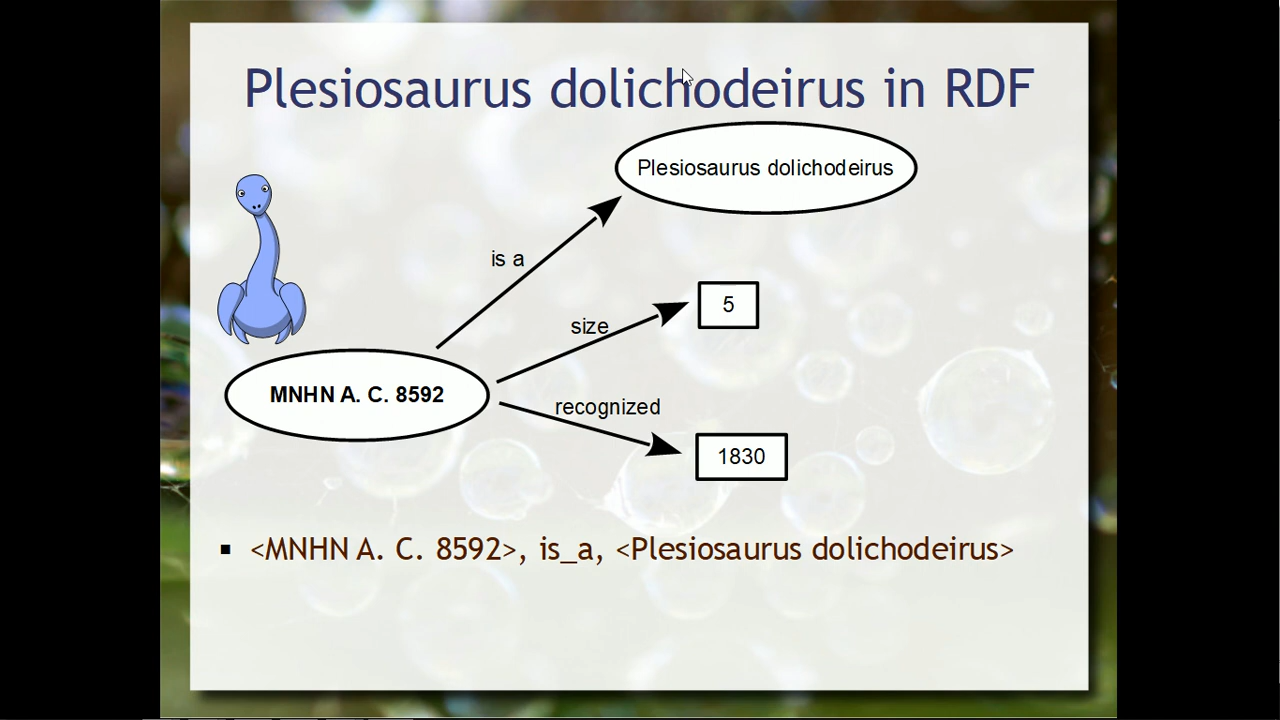 Plesiosaurus dolichodeirus in RDF
Plesiosaurus dolichodeirus
is a
5
size
MNHN A. C. 8592
recognized
1830
<MNHN A. C. 8592>, is_a, <Plesiosaurus dolichodeirus>